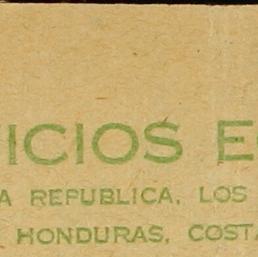 ICIOS E
A REPUBLICA, LOS
HONDURAS, COSTA